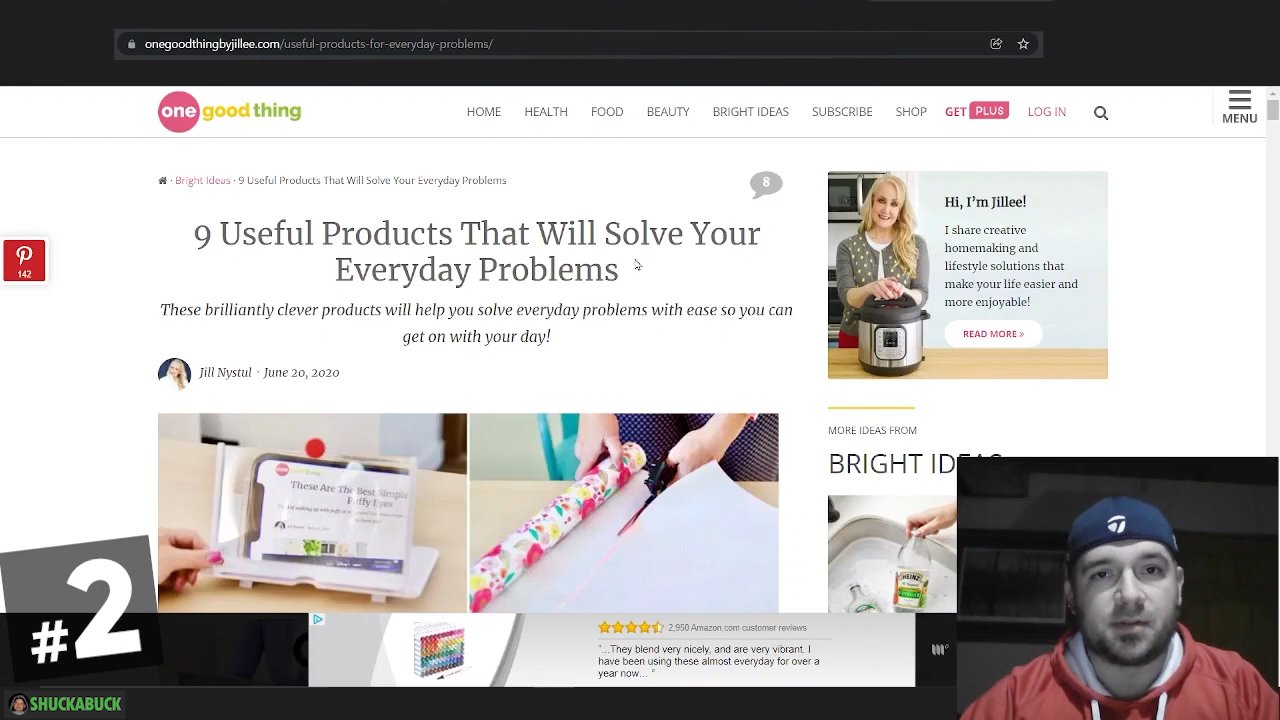 onegoodthingbyjillee.com/useful-products-for-everyday-problems/
one good thing
HOME HEALTH FOOD BEAUTY BRIGHT IDEAS SUBSCRIBE SHOP GET PLUS LOG IN
MENU
Bright Ideas · 9 Useful Products That Will Solve Your Everyday Problems
8
9 Useful Products That Will Solve Your
Everyday Problems
These brilliantly clever products will help you solve everyday problems with ease so you can
get on with your day!
Jill Nystul · June 20, 2020
142
Hi, I'm Jillee!
I share creative
homemaking and
lifestyle solutions that
make your life easier and
more enjoyable!
READ MORE »
MORE IDEAS FROM
BRIGHT IDEAS
These Are The Best Simple
Puffy Eyes
HEINZ
#2
2,950 Amazon.com customer reviews
"...They blend very nicely, and are very vibrant. I
have been using these almost everyday for over a
year now... "
SHUCKABUCK